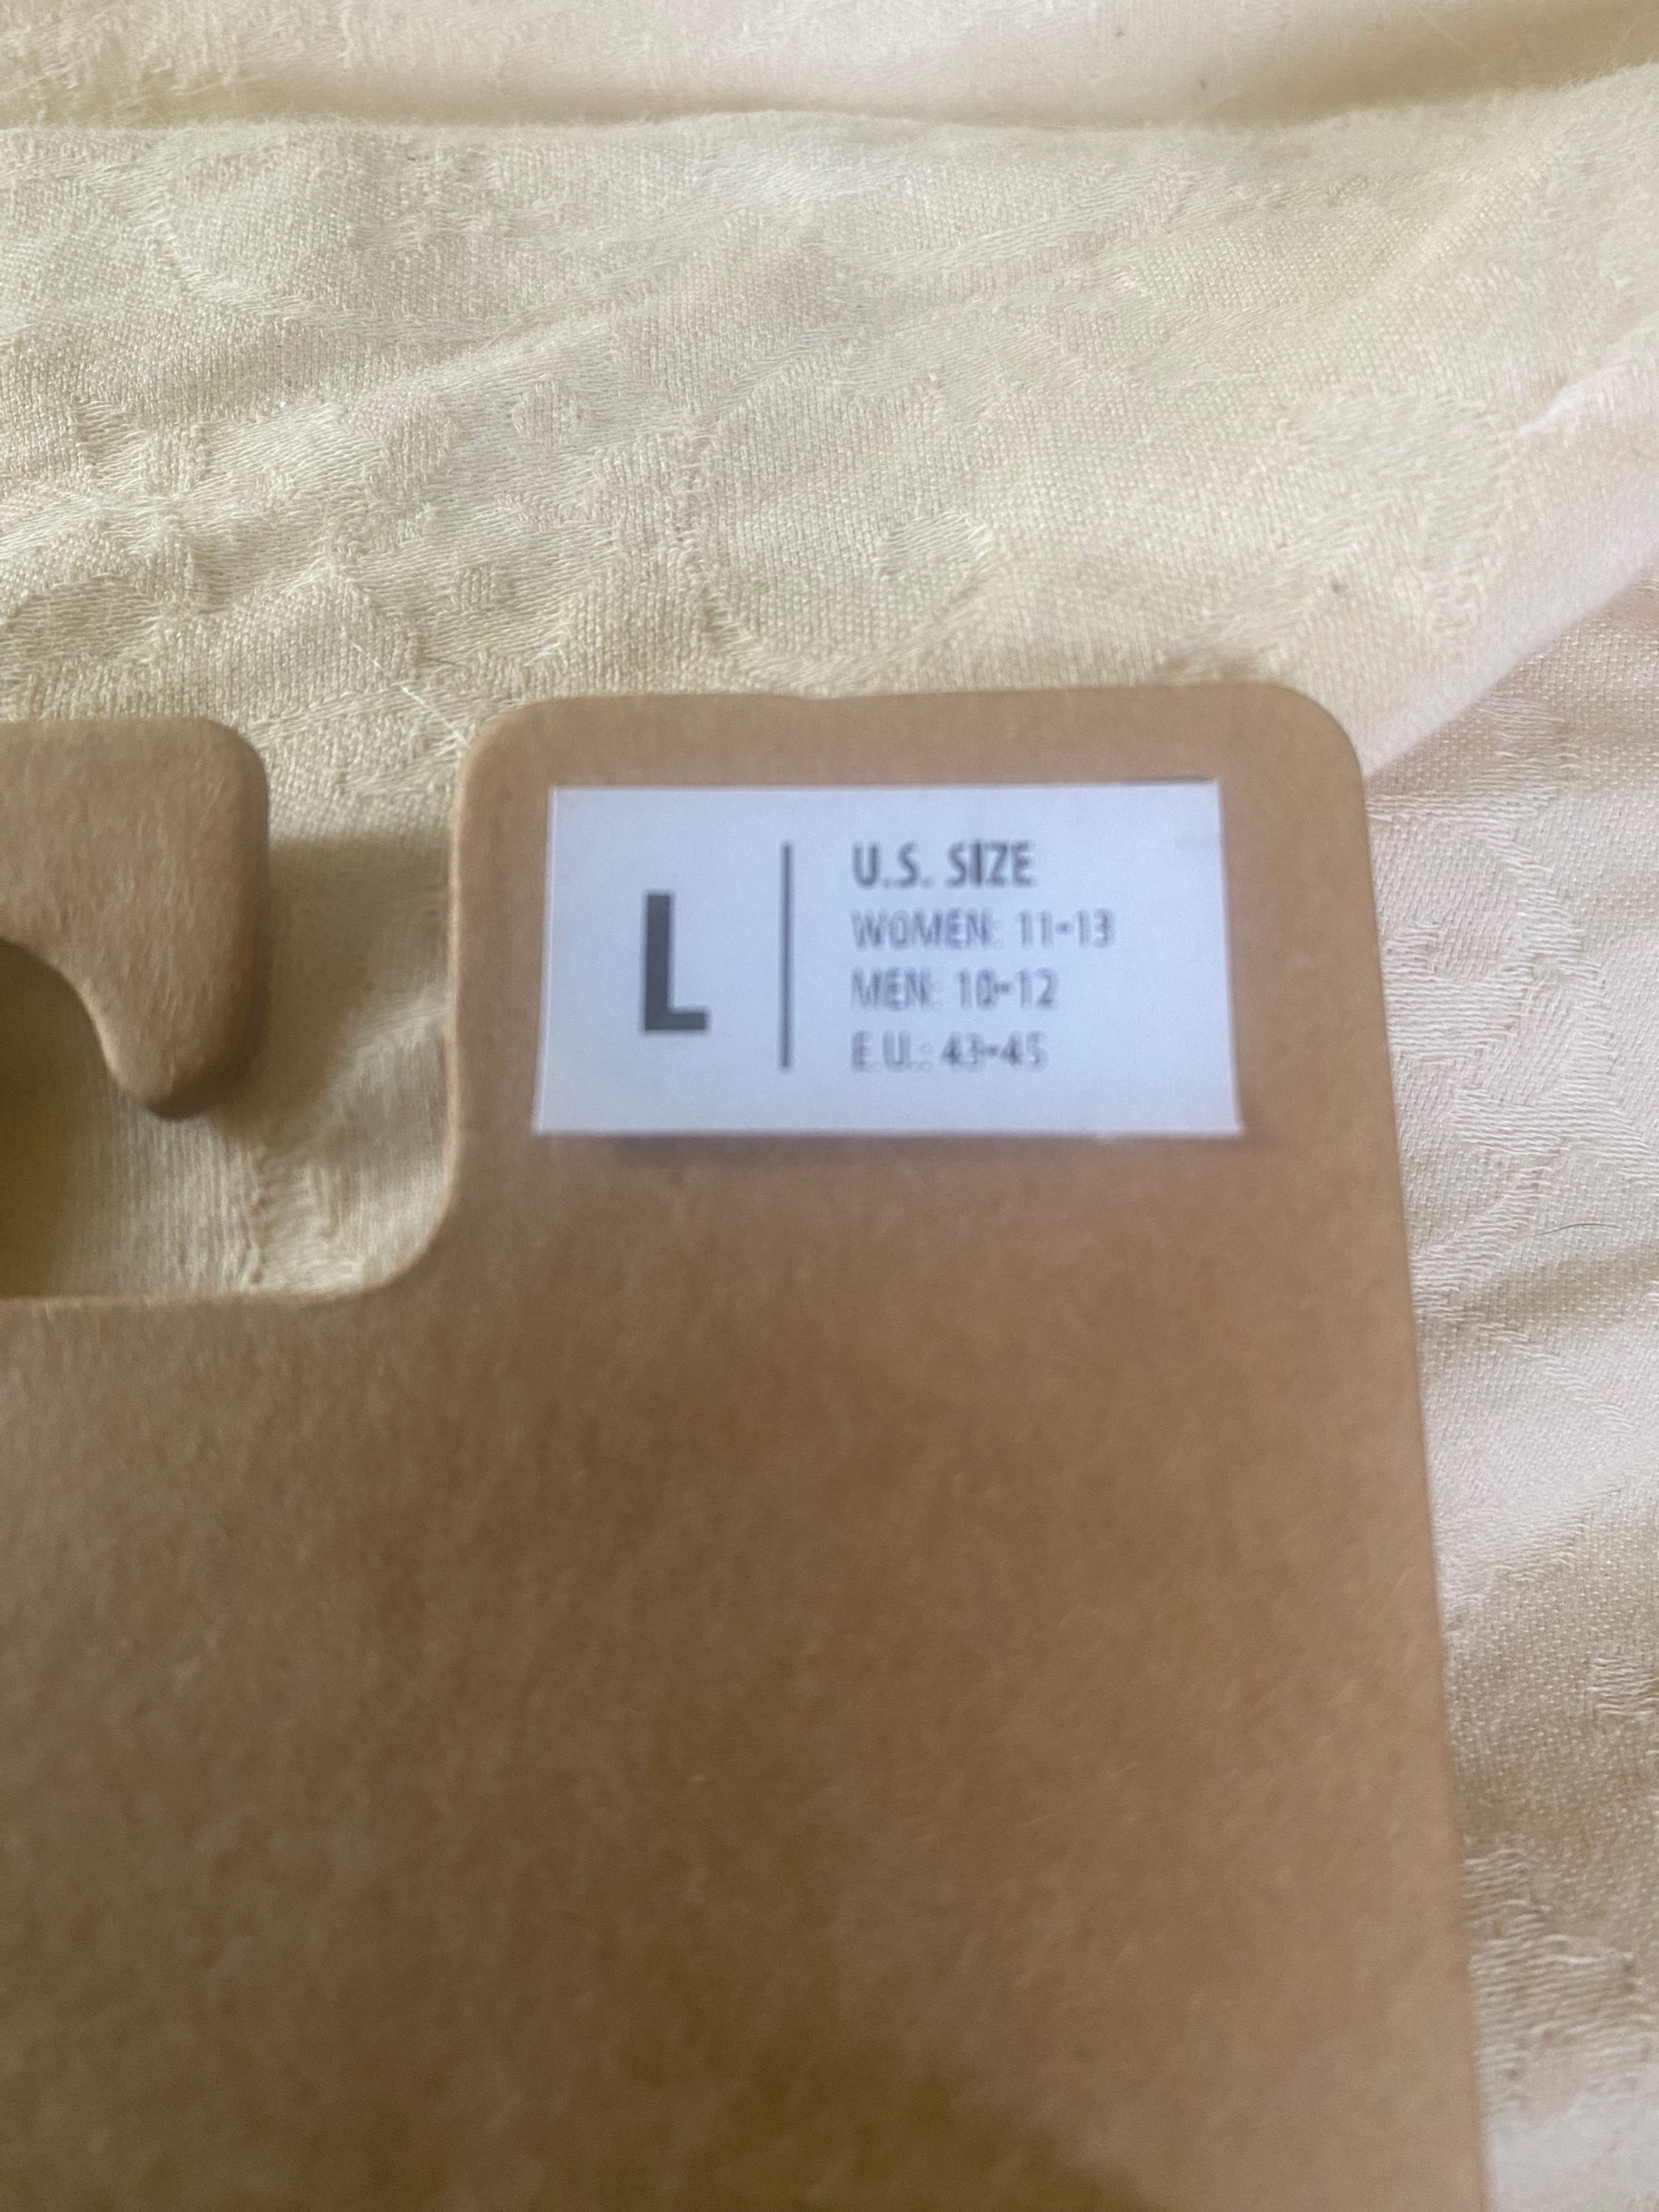 L
U.S. SIZE
WOMEN: 11-13
MEN: 10-12
E.U.: 43-45